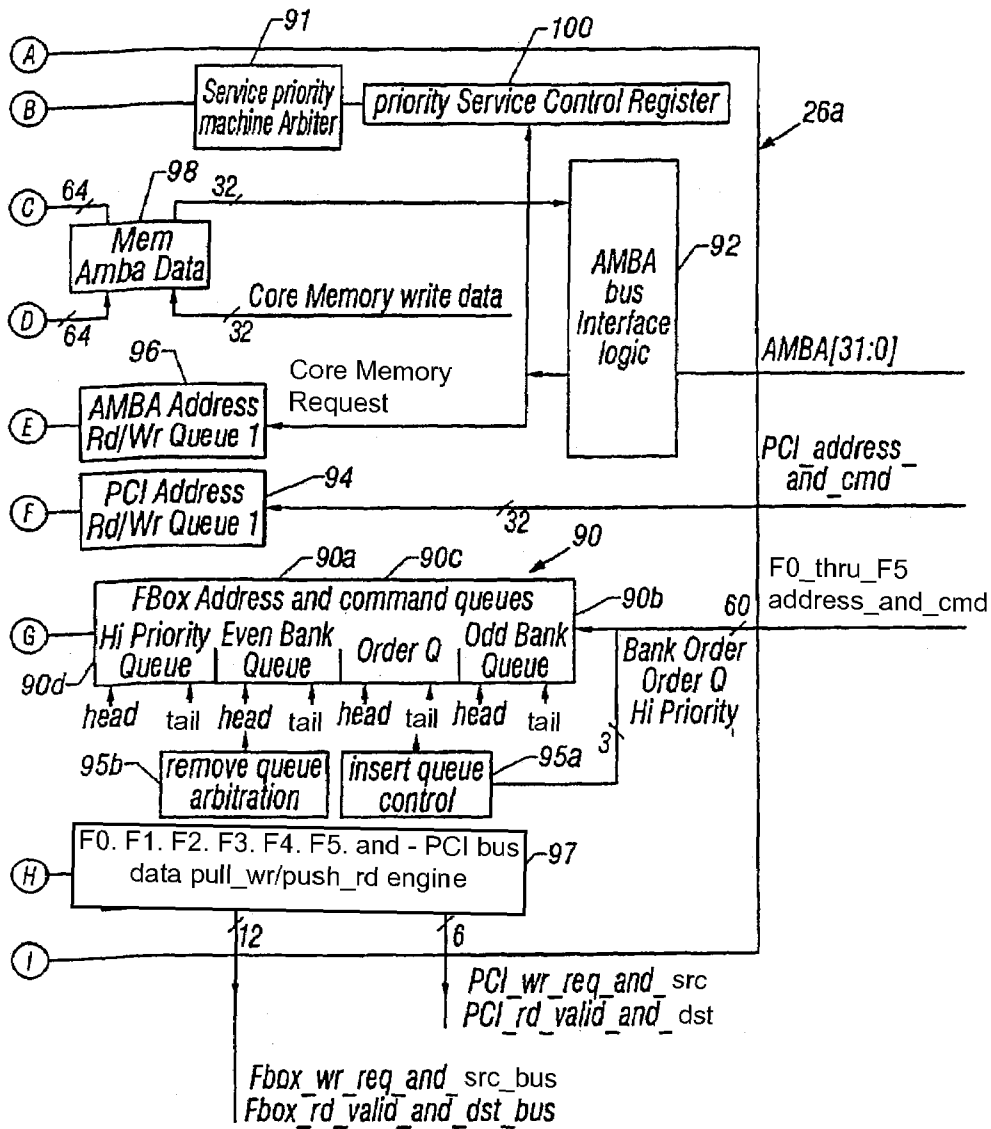 91
100
A
B
Service priority
machine Arbiter
priority Service Control Register
26a
64
98
32
C
Mem
Amba Data
AMBA
bus
Interface
logic
92
Core Memory write data
D
64
32
96
Core Memory
Request
AMBA[31:0]
E
AMBA Address
Rd/Wr Queue 1
PCI_address_
and_cmd
94
F
PCI Address
Rd/Wr Queue 1
32
90a
90c
90
FBox Address and command queues
90b
60
F0_thru_F5
address_and_cmd
G
Hi Priority
Queue
Even Bank
Queue
Order Q
Odd Bank
Queue
90d
Bank Order
Order Q
Hi Priority
head
tail
head
tail
head
tail
head
tail
3
95b
remove queue
arbitration
insert queue
control
95a
F0. F1. F2. F3. F4. F5. and - PCI bus
data pull_wr/push_rd engine
97
H
12
6
I
PCI_wr_req_and_src
PCI_rd_valid_and_dst
Fbox_wr_req_and_src_bus
Fbox_rd_valid_and_dst_bus